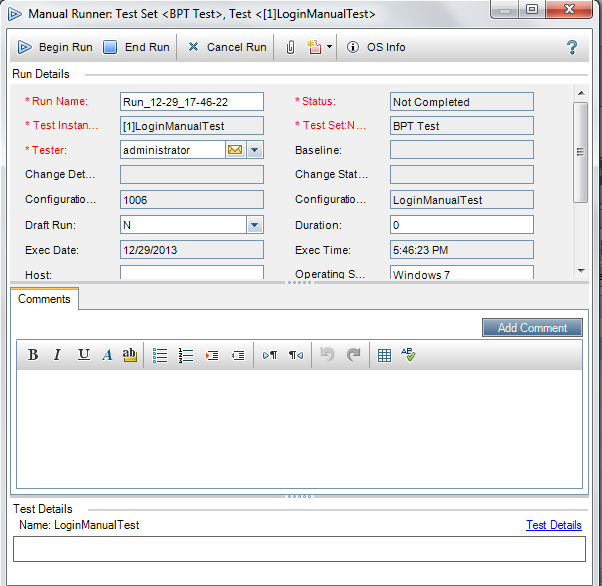 Manual Runner: Test Set <BPT Test>, Test <[1]LoginManualTest>
Begin Run End Run Cancel Run OS Info ?
Run Details
* Run Name: Run_12-29_17-46-22 * Status: Not Completed
* Test Instan... [1]LoginManualTest * Test Set:N... BPT Test
* Tester: administrator Baseline:
Change Det... Change Stat...
Configuratio... 1006 Configuratio... LoginManualTest
Draft Run: N Duration: 0
Exec Date: 12/29/2013 Exec Time: 5:46:23 PM
Host: Operating S... Windows 7
Comments
Add Comment
B I U A ab
Test Details
Name: LoginManualTest Test Details